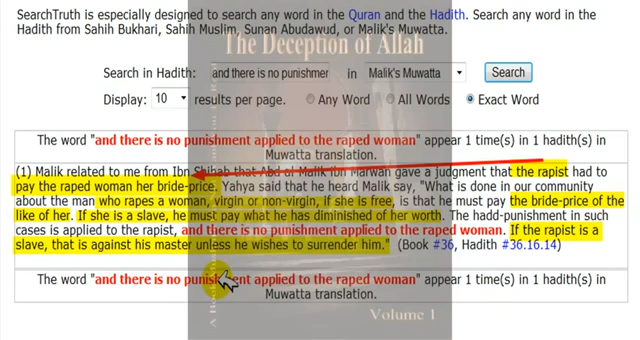 SearchTruth is especially designed to search any word in the Quran and the Hadith. Search any word in the
Hadith from Sahih Bukhari, Sahih Muslim, Sunan Abudawud, or Malik's Muwatta.
The Deception of Allah
Search in Hadith: and there is no punishmer in Malik's Muwatta Search
Display: 10 results per page. Any Word All Words Exact Word
The word "and there is no punishment applied to the raped woman" appear 1 time(s) in 1 hadith(s) in
Muwatta translation.
(1) Malik related to me from Ibn Shihab that Abd al-Malik ibn Marwan gave a judgment that the rapist had to
pay the raped woman her bride-price. Yahya said that he heard Malik say, "What is done in our community
about the man who rapes a woman, virgin or non-virgin, if she is free, is that he must pay the bride-price of the
like of her. If she is a slave, he must pay what he has diminished of her worth. The hadd-punishment in such
cases is applied to the rapist, and there is no punishment applied to the raped woman. If the rapist is a
slave, that is against his master unless he wishes to surrender him." (Book #36, Hadith #36.16.14)
The word "and there is no punishment applied to the raped woman" appear 1 time(s) in 1 hadith(s) in
Muwatta translation.
Volume 1